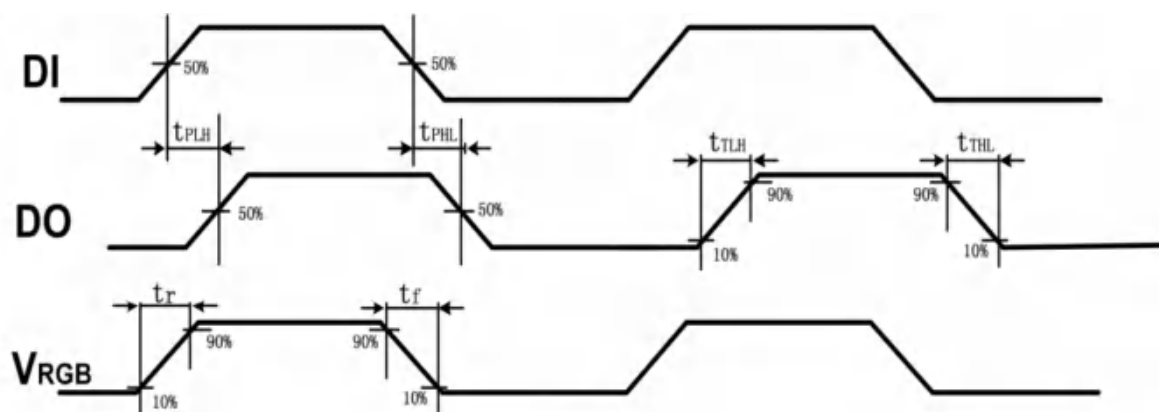 DI 50% 50%
tPLH tPHL tTLH tTHL
DO 50% 50% 90% 90%
10% 10%
tr tf
VRGB 90% 90%
10% 10%